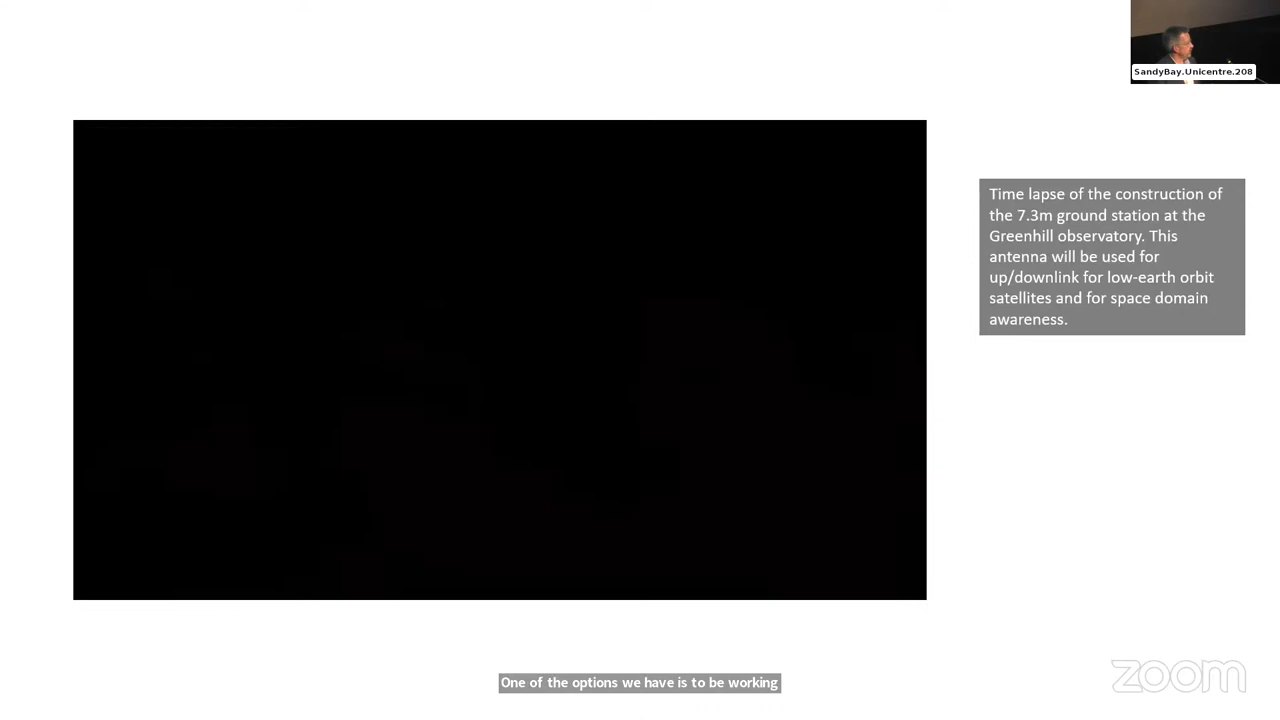 SandyBay.Unicentre.208
Time lapse of the construction of
the 7.3m ground station at the
Greenhill observatory. This
antenna will be used for
up/downlink for low-earth orbit
satellites and for space domain
awareness.
One of the options we have is to be working
zoom